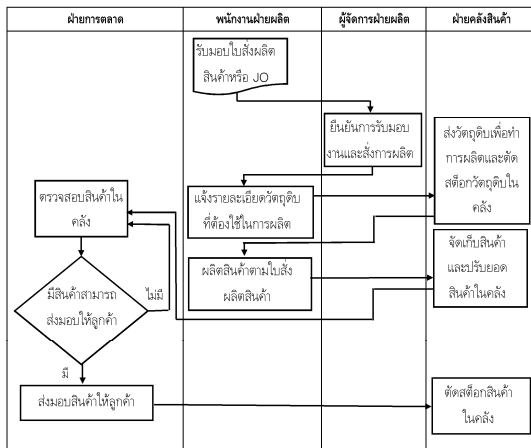 ฝ่ายการตลาด
พนักงานฝ่ายผลิต
ผู้จัดการฝ่ายผลิต
ฝ่ายคลังสินค้า
รับมอบใบสั่งผลิต
สินค้าหรือ JO
ยืนยันการรับมอบ
งานและสั่งการผลิต
ส่งวัตถุดิบเพื่อทำ
การผลิตและตัด
สต็อกวัตถุดิบใน
คลัง
แจ้งรายละเอียดวัตถุดิบ
ที่ต้องใช้ในการผลิต
ตรวจสอบสินค้าใน
คลัง
ผลิตสินค้าตามใบสั่ง
ผลิตสินค้า
จัดเก็บสินค้า
และปรับยอด
สินค้าในคลัง
มีสินค้าสามารถ
ส่งมอบให้ลูกค้า
ไม่มี
มี
ส่งมอบสินค้าให้ลูกค้า
ตัดสต็อกสินค้า
ในคลัง